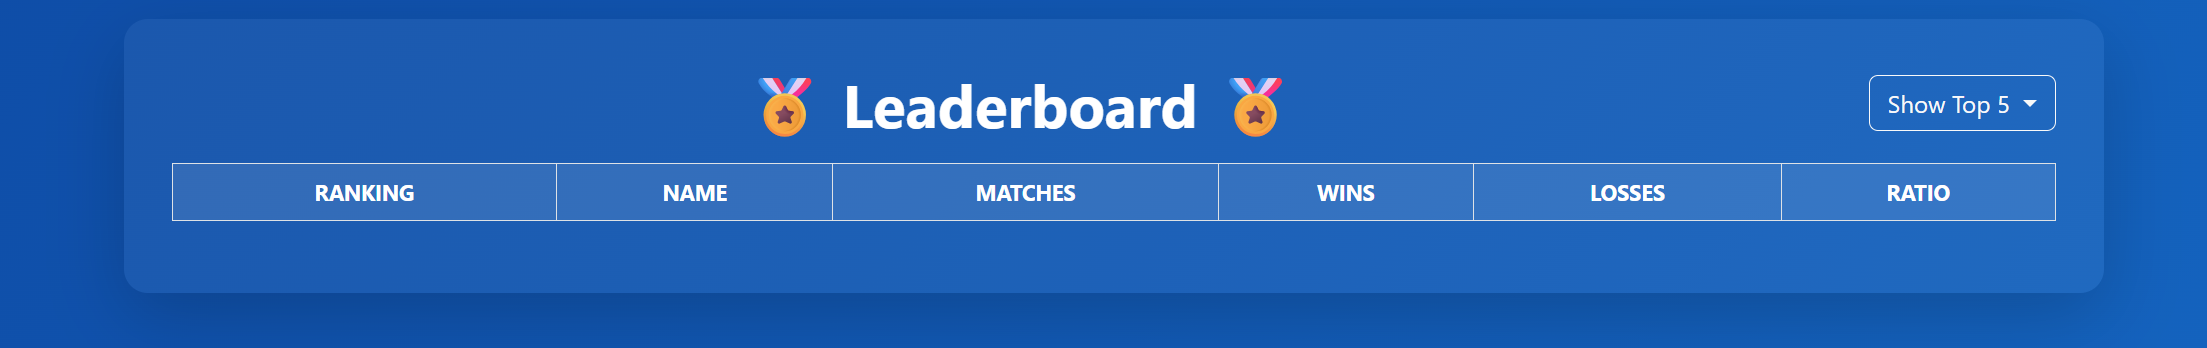 Leaderboard
Show Top 5
RANKING NAME MATCHES WINS LOSSES RATIO